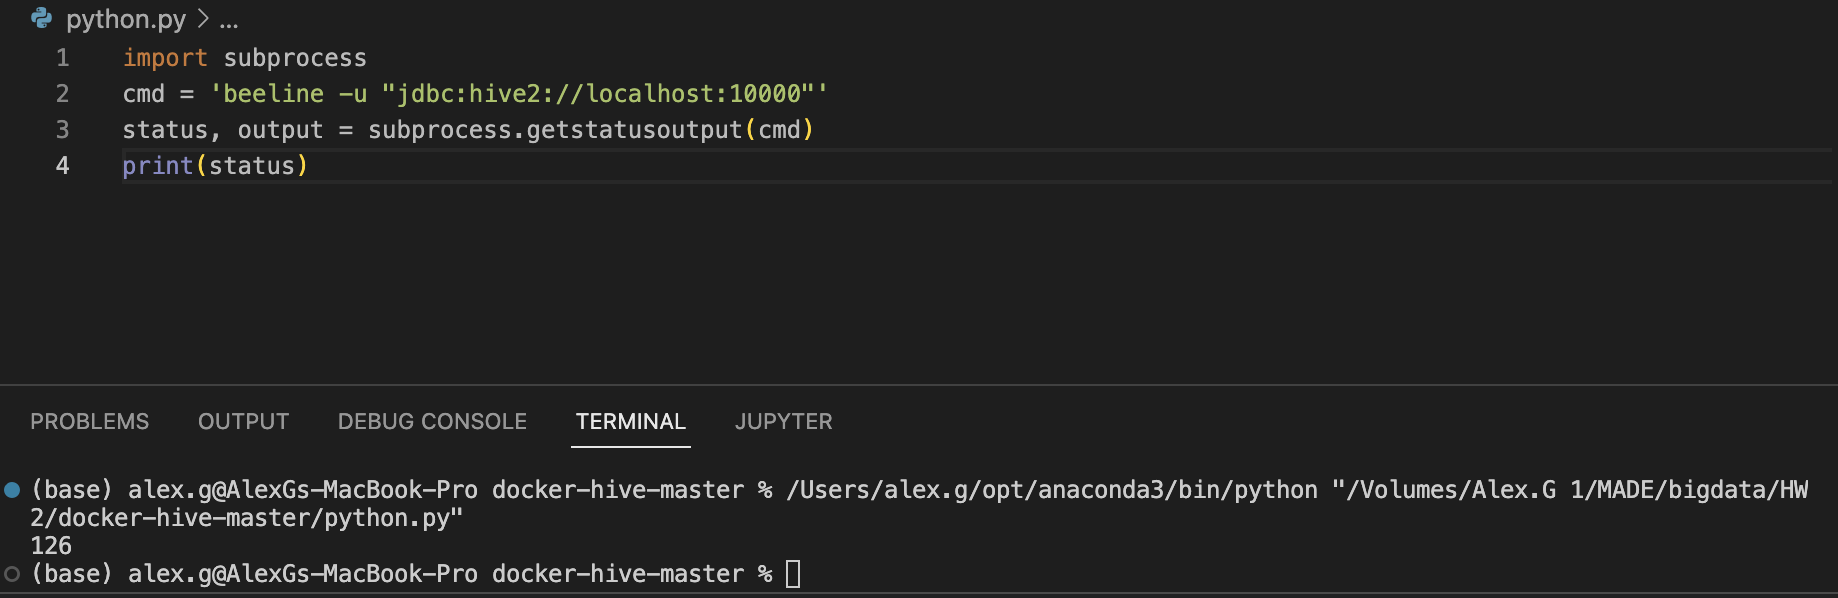 python.py > ...
1 import subprocess
2 cmd = 'beeline -u "jdbc:hive2://localhost:10000"'
3 status, output = subprocess.getstatusoutput(cmd)
4 print(status)
PROBLEMS OUTPUT DEBUG CONSOLE TERMINAL JUPYTER
(base) alex.g@AlexGs-MacBook-Pro docker-hive-master % /Users/alex.g/opt/anaconda3/bin/python "/Volumes/Alex.G 1/MADE/bigdata/HW
2/docker-hive-master/python.py"
126
(base) alex.g@AlexGs-MacBook-Pro docker-hive-master %